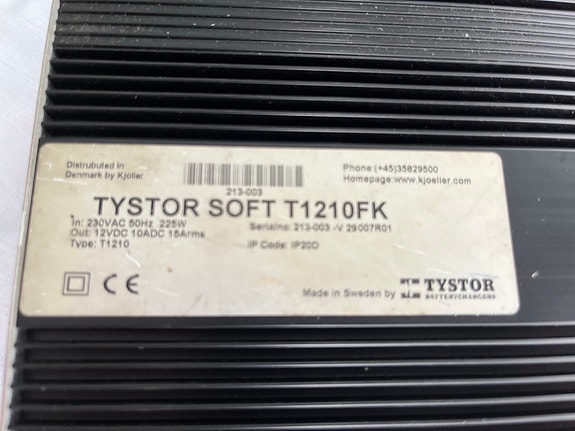 Distrubuted in
Denmark by Kjoller
213-003
Phone:(+45)35829500
Homepage:www.kjoeller.com
TYSTOR SOFT T1210FK
In: 230VAC 50Hz 225W
Out: 12VDC 10ADC 15Arms
Type: T1210
Serialno: 213-003 -V 29007R01
IP Code: IP20D
CE
Made in Sweden by
TYSTOR
BATTERYCHARGERS